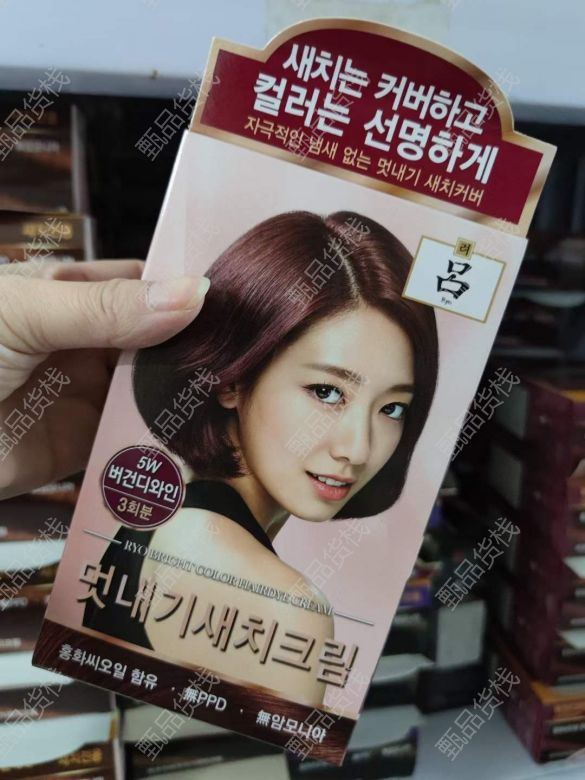 새치는 커버하고
컬러는 선명하게
자극적인 냄새 없는 멋내기 새치커버
려
呂
Ryo
5W
버건디와인
3회분
RYO BRIGHT COLOR HAIRDYE CREAM
멋내기새치크림
홍화씨오일 함유 · 無PPD · 無암모니아
甄品货栈